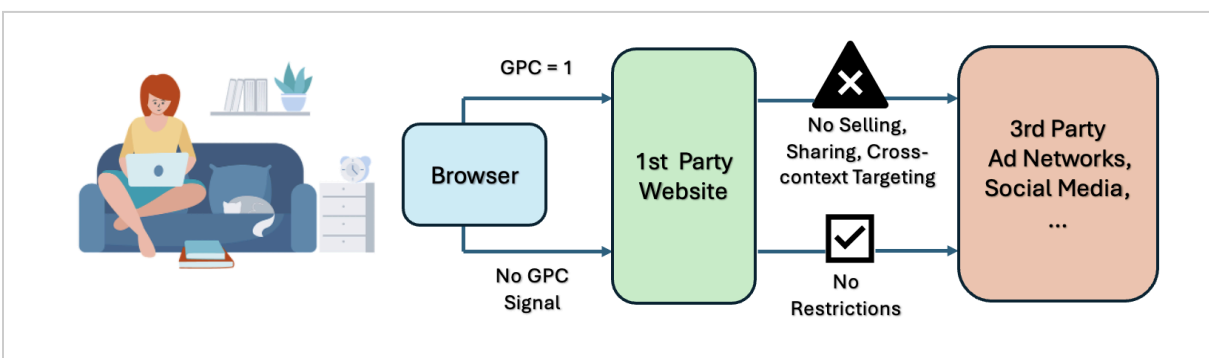 GPC = 1
Browser
No GPC
Signal
1st Party
Website
No Selling,
Sharing, Cross-
context Targeting
No
Restrictions
3rd Party
Ad Networks,
Social Media,
...